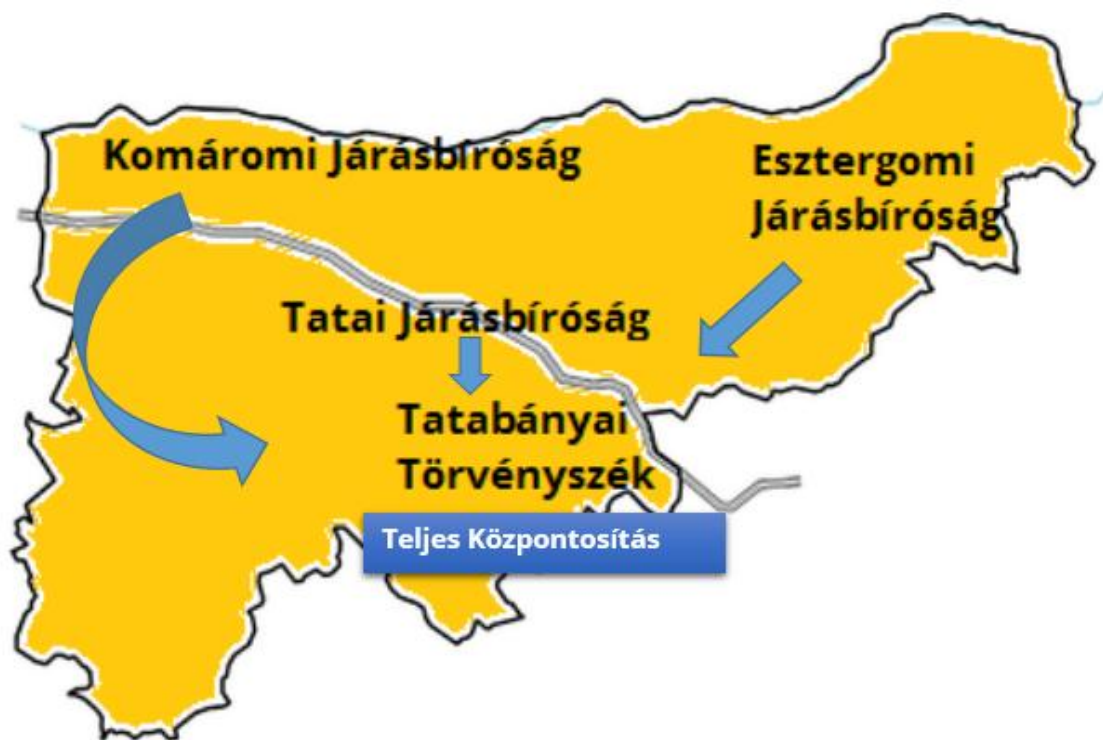 Komáromi Járásbíróság
Esztergomi
Járásbíróság
Tatai Járásbíróság
Tatabányai
Törvényszék
Teljes Központosítás